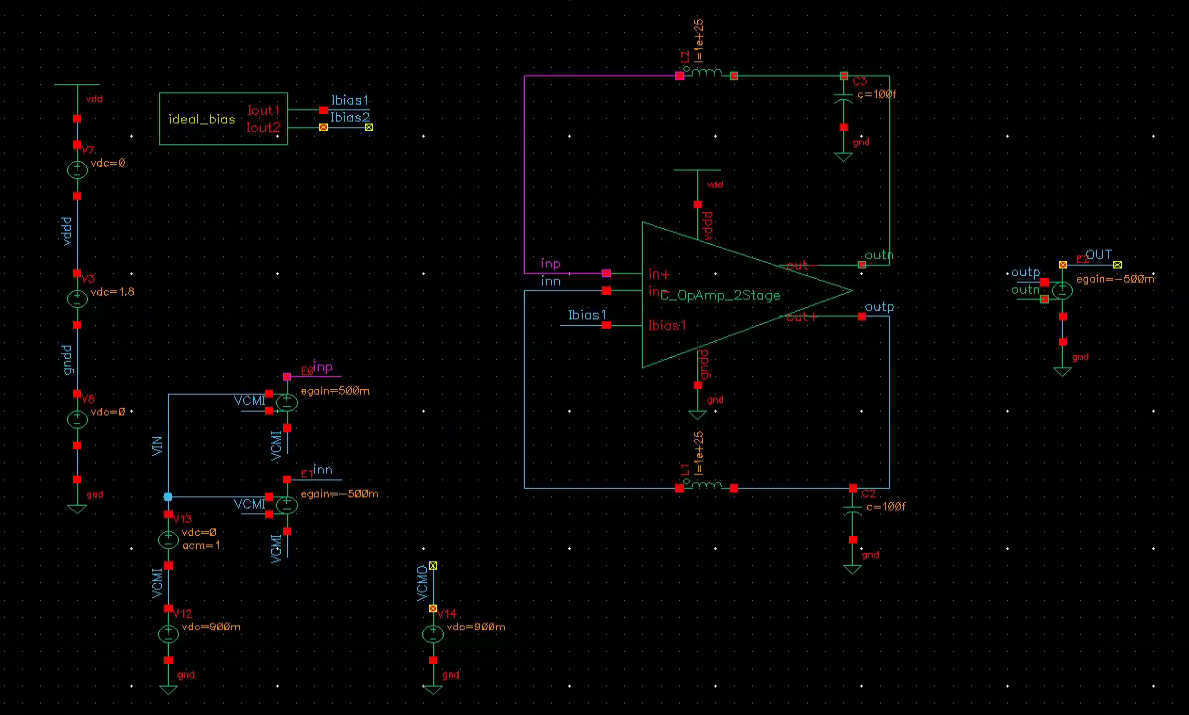 vdd
V7
vdc=0
vddd
V3
vdc=1.8
gndd
V8
vdc=0
gnd
ideal_bias
Iout1
Iout2
Ibias1
Ibias2
E0
inp
egain=500m
VCMI
VCMI
VIN
E1
inn
egain=-500m
VCMI
VCMI
V13
vdc=0
acm=1
VCMI
V12
vdc=900m
gnd
VCMO
V14
vdc=900m
gnd
L2
l=1e+25
C3
c=100f
gnd
vdd
vddd
inp
inn
Ibias1
in+
in-
Ibias1
C_OpAmp_2Stage
out-
out+
outn
outp
gndd
gnd
L1
l=1e+25
C2
c=100f
gnd
OUT
E2
egain=-500m
outp
outn
gnd